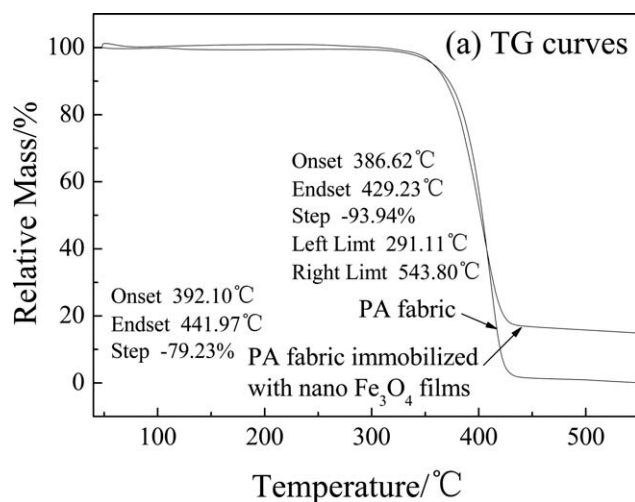 (a) TG curves
Relative Mass/%
100
80
60
40
20
0
Onset 386.62℃
Endset 429.23℃
Step -93.94%
Left Limt 291.11℃
Right Limt 543.80℃
Onset 392.10℃
Endset 441.97℃
Step -79.23%
PA fabric
PA fabric immobilized
with nano Fe₃O₄ films
100
200
300
400
500
Temperature/℃